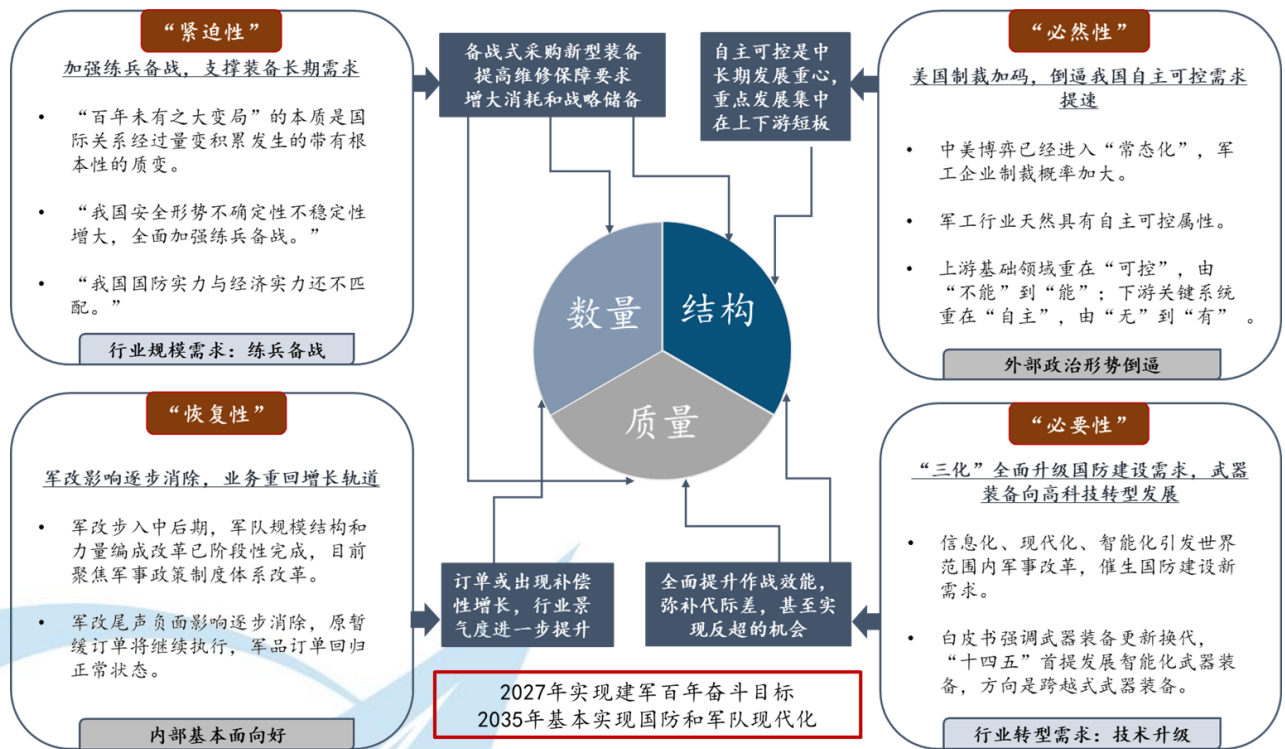 “紧迫性”
加强练兵备战，支撑装备长期需求
• “百年未有之大变局”的本质是国
际关系经过量变积累发生的带有根
本性的质变。
• “我国安全形势不确定性不稳定性
增大，全面加强练兵备战。”
• “我国国防实力与经济实力还不匹
配。”
行业规模需求：练兵备战
备战式采购新型装备
提高维修保障要求
增大消耗和战略储备
自主可控是中
长期发展重心，
重点发展集中
在上下游短板
“必然性”
美国制裁加码，倒逼我国自主可控需求
提速
• 中美博弈已经进入“常态化”，军
工企业制裁概率加大。
• 军工行业天然具有自主可控属性。
• 上游基础领域重在“可控”，由
“不能”到“能”；下游关键系统
重在“自主”，由“无”到“有”。
外部政治形势倒逼
数量
结构
质量
“恢复性”
军改影响逐步消除，业务重回增长轨道
• 军改步入中后期，军队规模结构和
力量编成改革已阶段性完成，目前
聚焦军事政策制度体系改革。
• 军改尾声负面影响逐步消除，原暂
缓订单将继续执行，军品订单回归
正常状态。
内部基本面向好
订单或出现补偿
性增长，行业景
气度进一步提升
全面提升作战效能，
弥补代际差，甚至实
现反超的机会
“必要性”
“三化”全面升级国防建设需求，武器
装备向高科技转型发展
• 信息化、现代化、智能化引发世界
范围内军事改革，催生国防建设新
需求。
• 白皮书强调武器装备更新换代，
“十四五”首提发展智能化武器装
备，方向是跨越式武器装备。
行业转型需求：技术升级
2027年实现建军百年奋斗目标
2035年基本实现国防和军队现代化